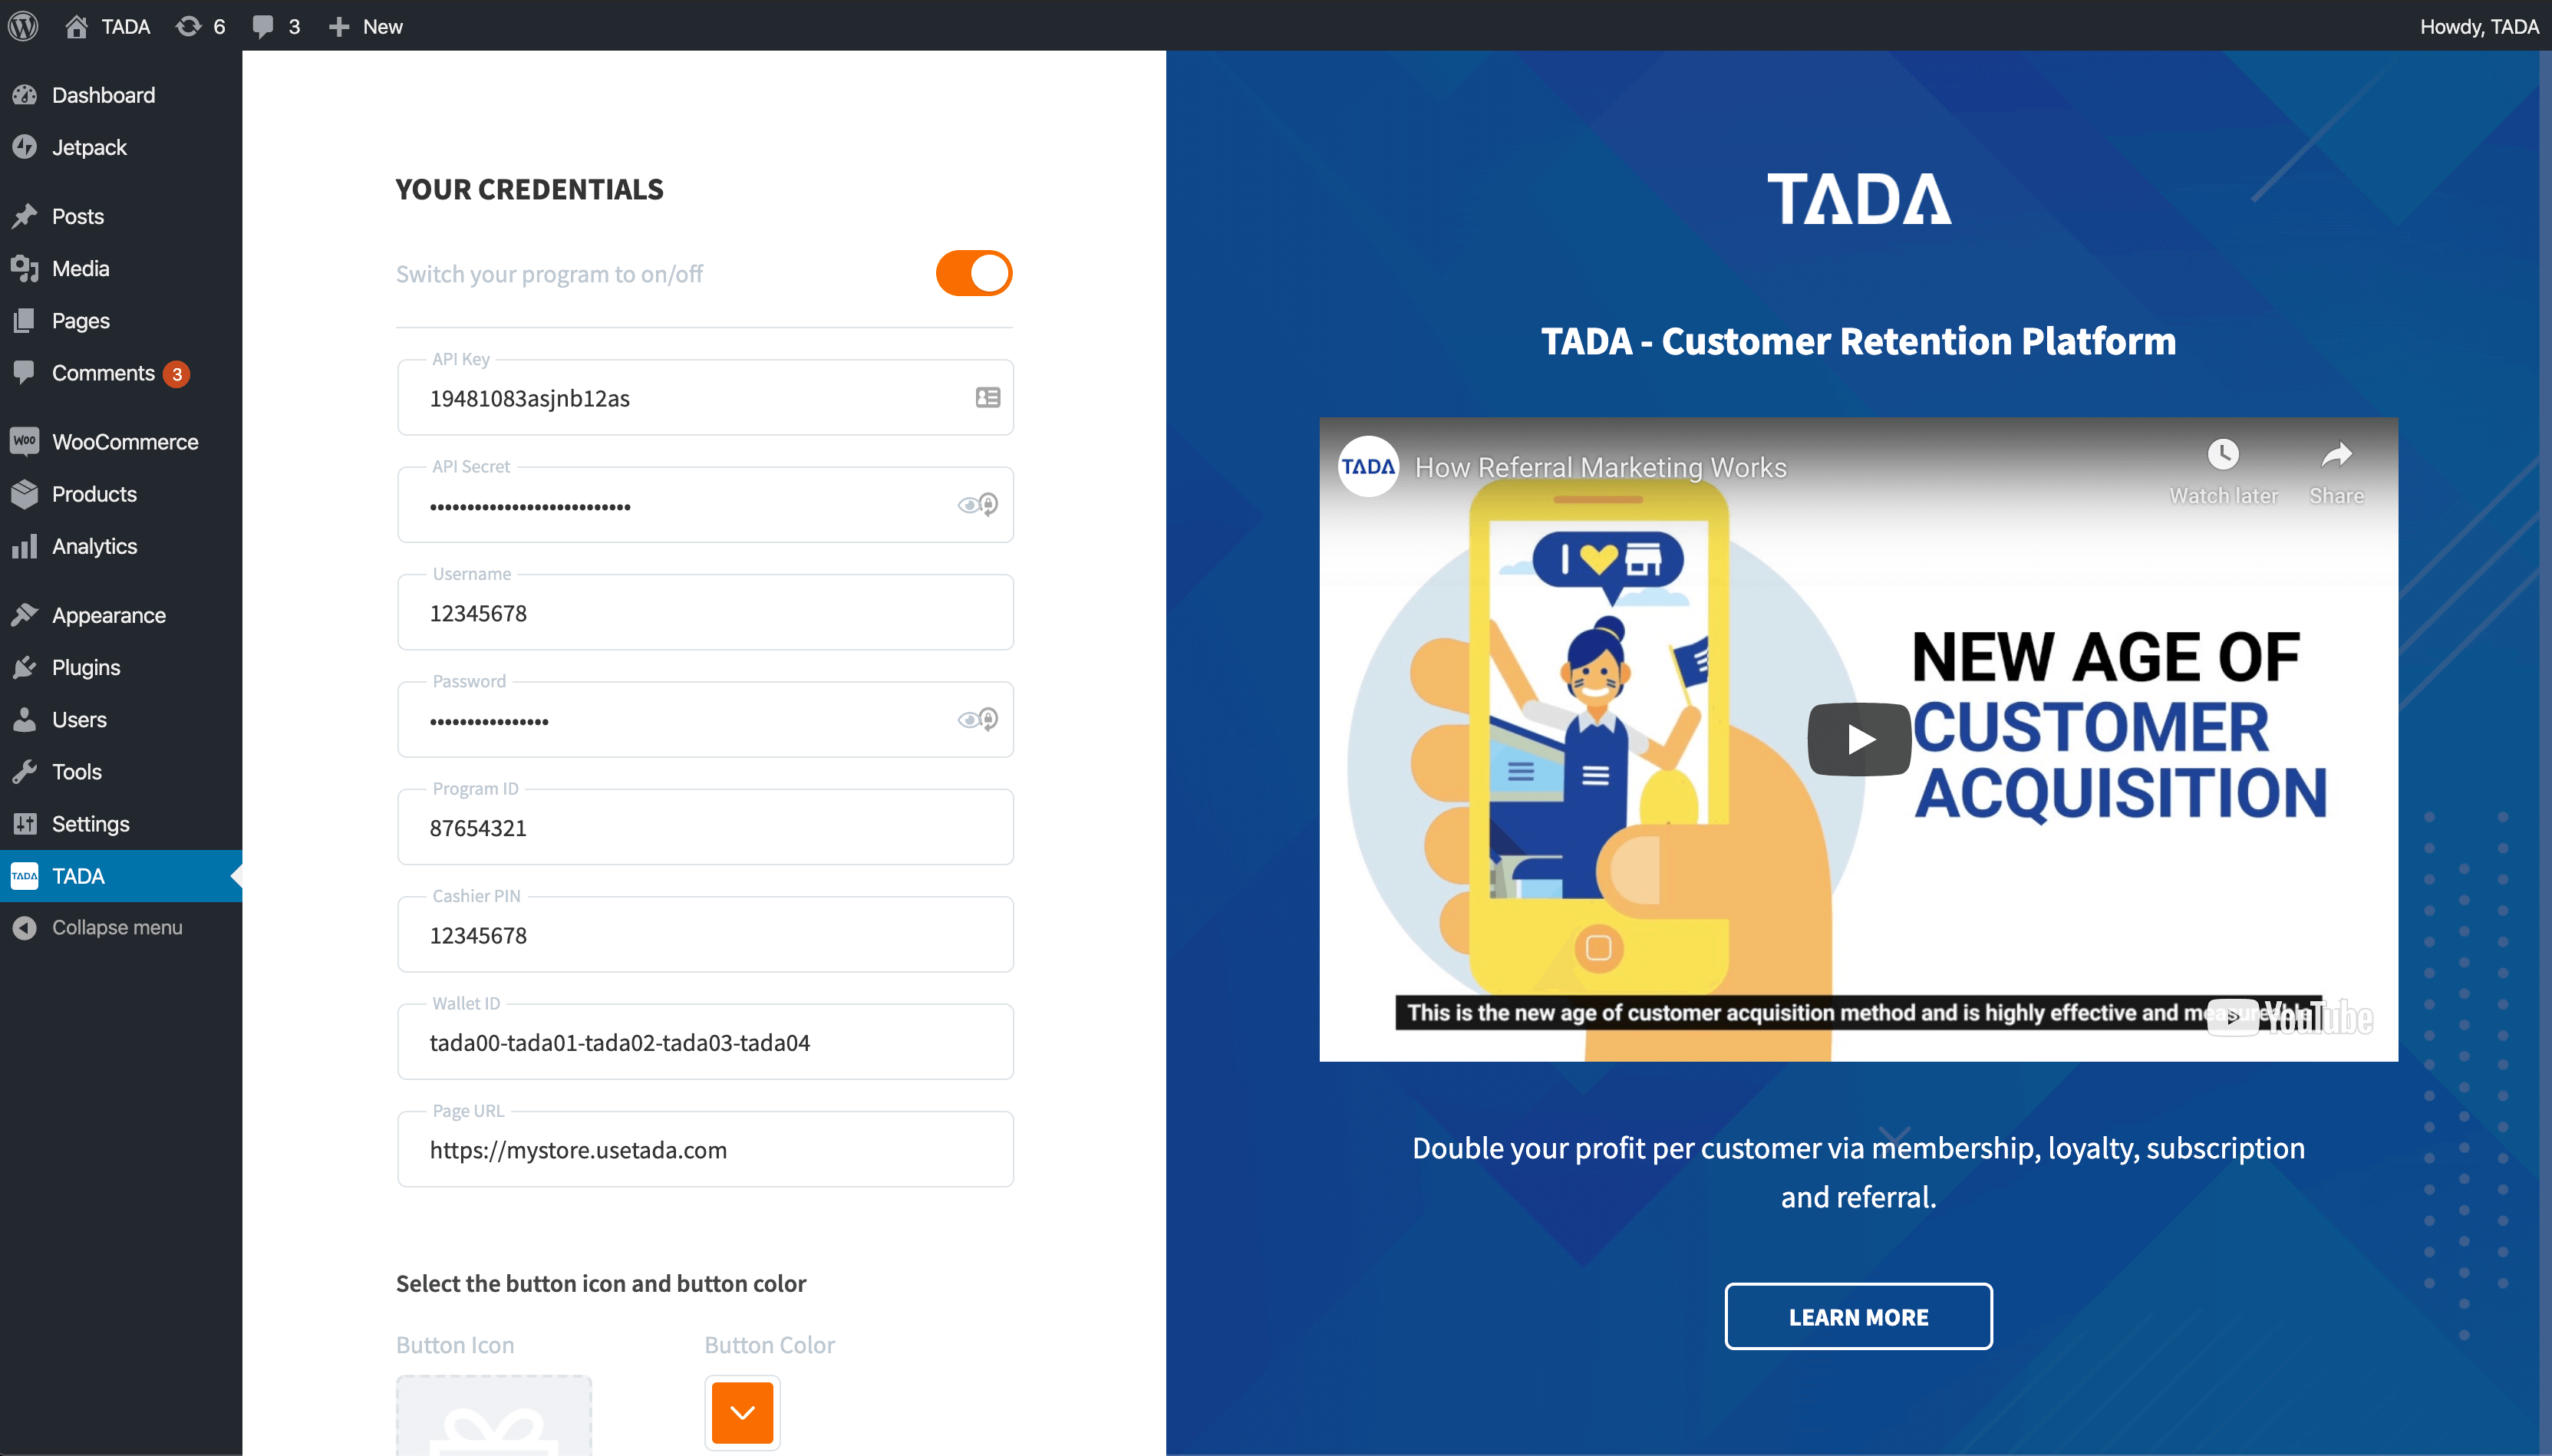 TADA
6
3
New
Howdy, TADA
Dashboard
Jetpack
Posts
Media
Pages
Comments 3
Woo WooCommerce
Products
Analytics
Appearance
Plugins
Users
Tools
Settings
TADA TADA
Collapse menu
YOUR CREDENTIALS
Switch your program to on/off
API Key
19481083asjnb12as
API Secret
Username
12345678
Password
Program ID
87654321
Cashier PIN
12345678
Wallet ID
tada00-tada01-tada02-tada03-tada04
Page URL
https://mystore.usetada.com
Select the button icon and button color
Button Icon
Button Color
TADA
TADA - Customer Retention Platform
TADA How Referral Marketing Works
Watch later
Share
I
NEW AGE OF
CUSTOMER
ACQUISITION
This is the new age of customer acquisition method and is highly effective and measureable
YouTube
Double your profit per customer via membership, loyalty, subscription
and referral.
LEARN MORE